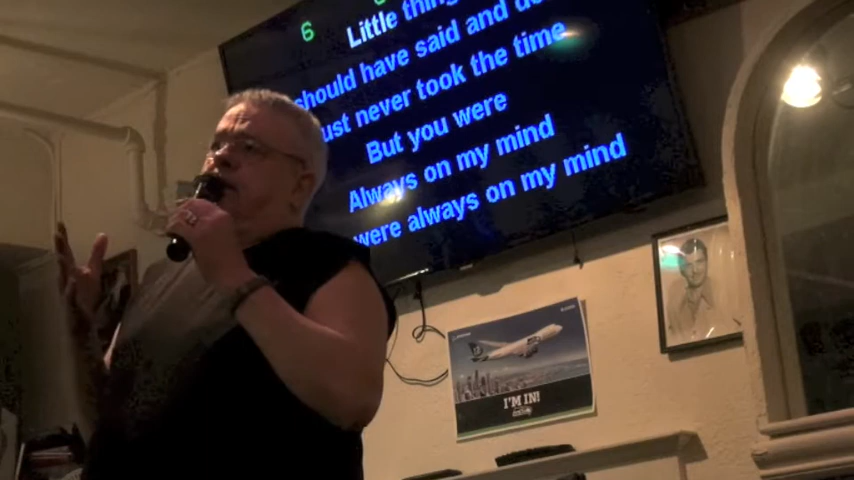 6
Little thing
should have said and do
ust never took the time
But you were
Always on my mind
were always on my mind
I'M IN!